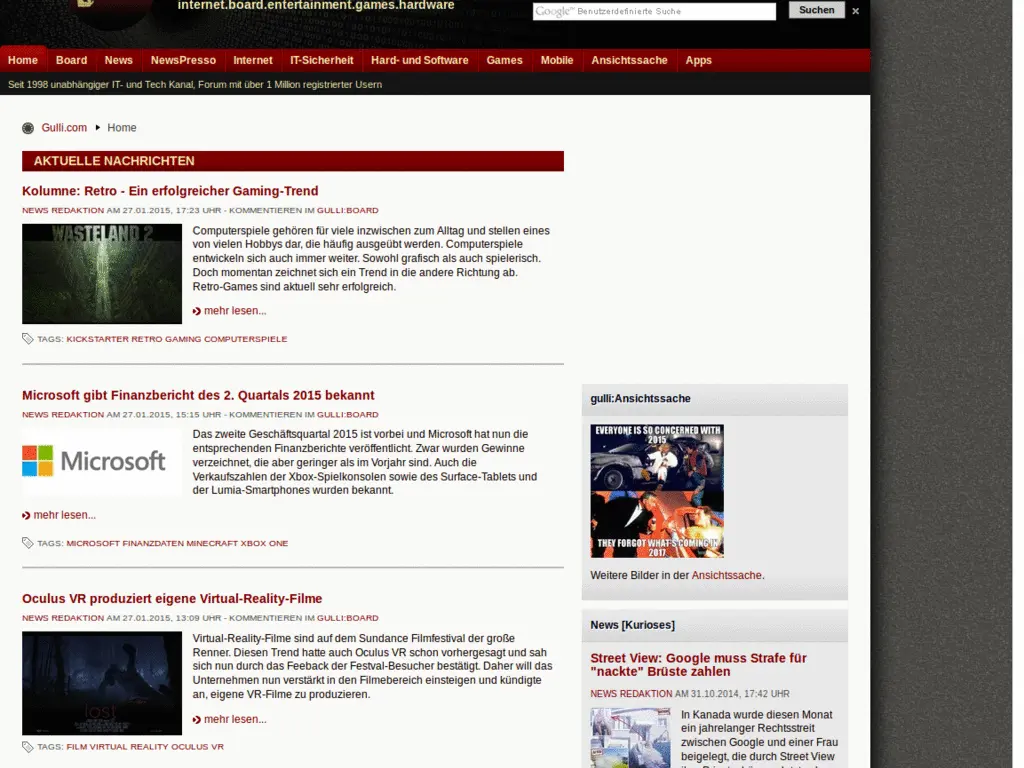 internet.board.entertainment.games.hardware
Google™ Benutzerdefinierte Suche
Suchen
×
Home Board News NewsPresso Internet IT-Sicherheit Hard- und Software Games Mobile Ansichtssache Apps
Seit 1998 unabhängiger IT- und Tech Kanal, Forum mit über 1 Million registrierter Usern
Gulli.com Home
AKTUELLE NACHRICHTEN
Kolumne: Retro - Ein erfolgreicher Gaming-Trend
NEWS REDAKTION AM 27.01.2015, 17:23 UHR - KOMMENTIEREN IM GULLI:BOARD
WASTELAND 2
Computerspiele gehören für viele inzwischen zum Alltag und stellen eines
von vielen Hobbys dar, die häufig ausgeübt werden. Computerspiele
entwickeln sich auch immer weiter. Sowohl grafisch als auch spielerisch.
Doch momentan zeichnet sich ein Trend in die andere Richtung ab.
Retro-Games sind aktuell sehr erfolgreich.
mehr lesen...
TAGS: KICKSTARTER RETRO GAMING COMPUTERSPIELE
Microsoft gibt Finanzbericht des 2. Quartals 2015 bekannt
NEWS REDAKTION AM 27.01.2015, 15:15 UHR - KOMMENTIEREN IM GULLI:BOARD
Microsoft
Das zweite Geschäftsquartal 2015 ist vorbei und Microsoft hat nun die
entsprechenden Finanzberichte veröffentlicht. Zwar wurden Gewinne
verzeichnet, die aber geringer als im Vorjahr sind. Auch die
Verkaufszahlen der Xbox-Spielkonsolen sowie des Surface-Tablets und
der Lumia-Smartphones wurden bekannt.
mehr lesen...
TAGS: MICROSOFT FINANZDATEN MINECRAFT XBOX ONE
Oculus VR produziert eigene Virtual-Reality-Filme
NEWS REDAKTION AM 27.01.2015, 13:09 UHR - KOMMENTIEREN IM GULLI:BOARD
lost
Virtual-Reality-Filme sind auf dem Sundance Filmfestival der große
Renner. Diesen Trend hatte auch Oculus VR schon vorhergesagt und sah
sich nun durch das Feeback der Festval-Besucher bestätigt. Daher will das
Unternehmen nun verstärkt in den Filmebereich einsteigen und kündigte
an, eigene VR-Filme zu produzieren.
mehr lesen...
TAGS: FILM VIRTUAL REALITY OCULUS VR
gulli:Ansichtssache
EVERYONE IS SO CONCERNED WITH
2015
THEY FORGOT WHAT'S COMING IN
2017
Weitere Bilder in der Ansichtssache.
News [Kurioses]
Street View: Google muss Strafe für
"nackte" Brüste zahlen
NEWS REDAKTION AM 31.10.2014, 17:42 UHR
In Kanada wurde diesen Monat
ein jahrelanger Rechtsstreit
zwischen Google und einer Frau
beigelegt, die durch Street View